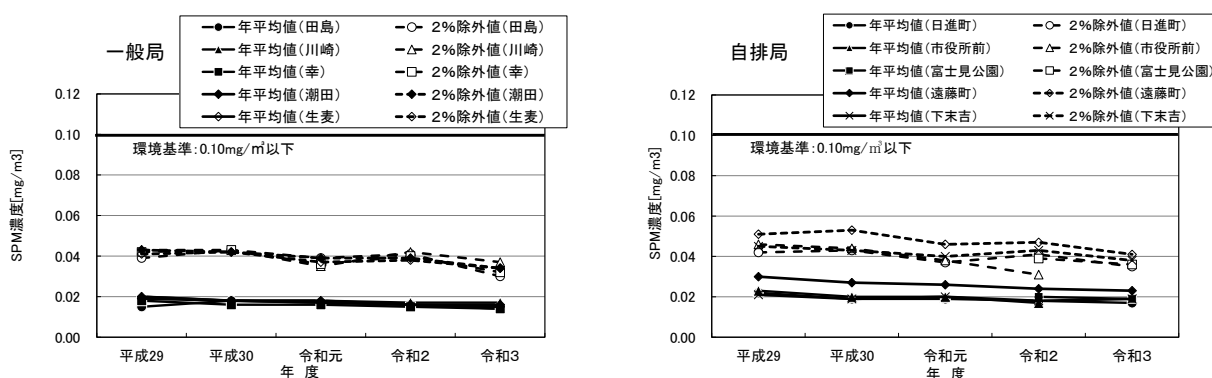 一般局
年平均値(田島) 2%除外値(田島)
年平均値(川崎) 2%除外値(川崎)
年平均値(幸) 2%除外値(幸)
年平均値(潮田) 2%除外値(潮田)
年平均値(生麦) 2%除外値(生麦)
0.12
0.10
0.08
0.06
0.04
0.02
0.00
SPM濃度[mg/m3]
環境基準:0.10mg/㎥以下
平成29 平成30 令和元 令和2 令和3
年 度
自排局
年平均値(日進町) 2%除外値(日進町)
年平均値(市役所前) 2%除外値(市役所前)
年平均値(富士見公園) 2%除外値(富士見公園)
年平均値(遠藤町) 2%除外値(遠藤町)
年平均値(下末吉) 2%除外値(下末吉)
0.12
0.10
0.08
0.06
0.04
0.02
0.00
SPM濃度[mg/m3]
環境基準:0.10mg/㎥以下
平成29 平成30 令和元 令和2 令和3
年 度